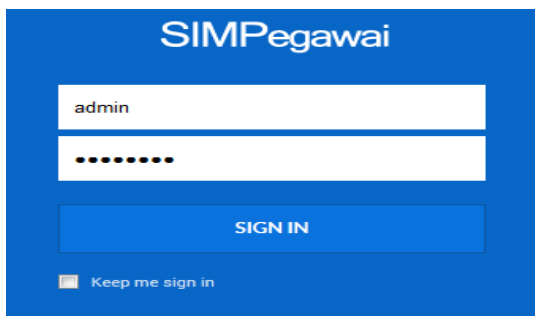 SIMPegawai
admin
••••••••
SIGN IN
Keep me sign in